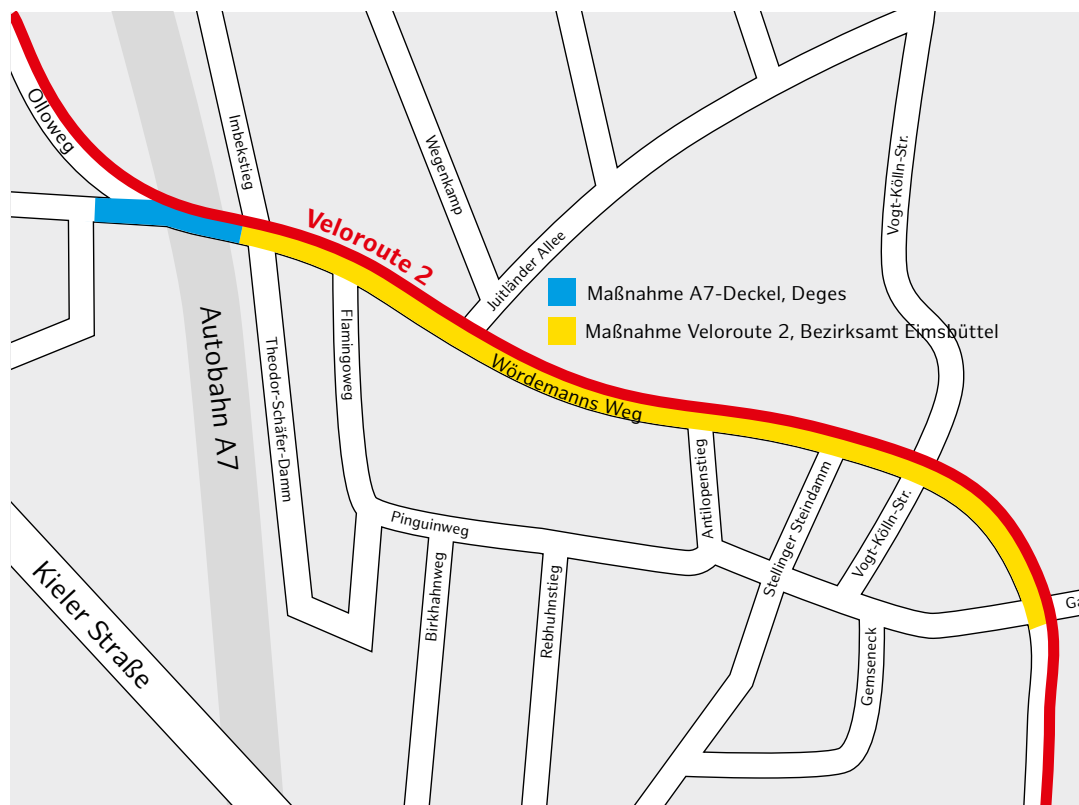 Olloweg
Imbekstieg
Wegenkamp
Vogt-Kölln-Str.
Veloroute 2
Juitländer Allee
Maßnahme A7-Deckel, Deges
Maßnahme Veloroute 2, Bezirksamt Eimsbüttel
Autobahn A7
Flamingoweg
Theodor-Schäfer-Damm
Wördemanns Weg
Antilopenstieg
Stellinger Steindamm
Vogt-Kölln-Str.
Pinguinweg
Birkhahnweg
Rebhuhnstieg
Kieler Straße
Gemseneck
Ga